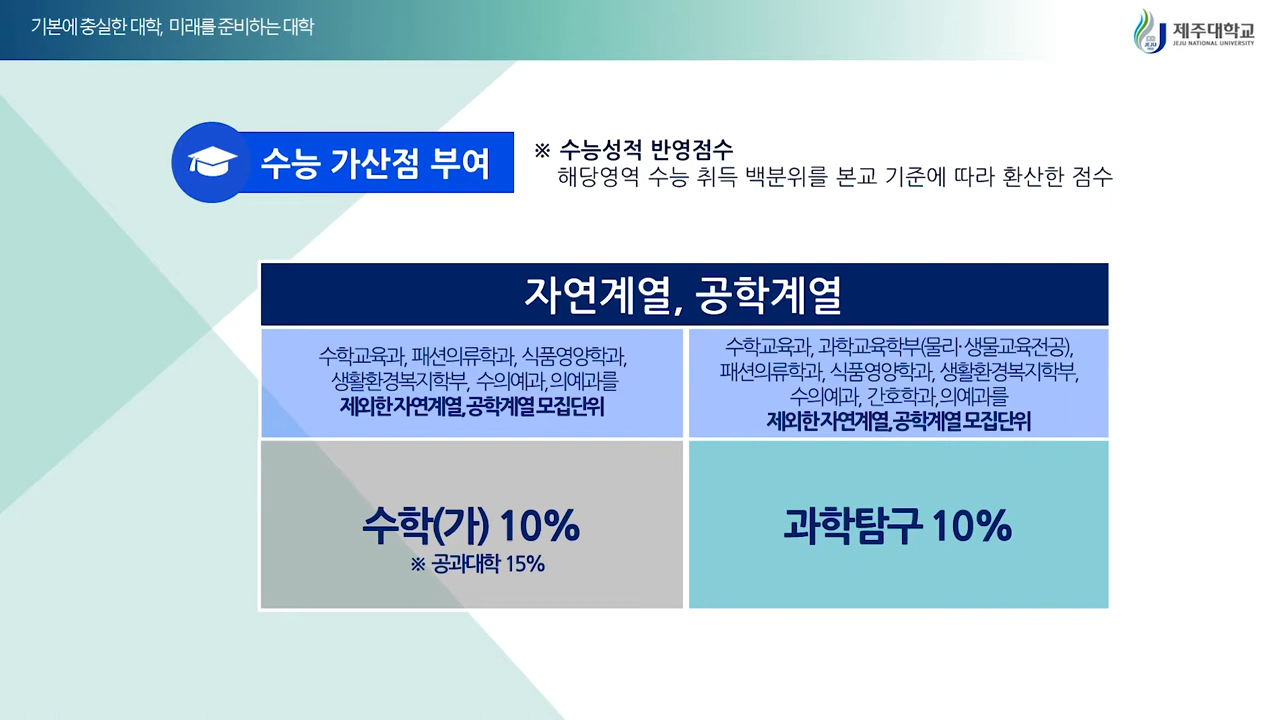 기본에 충실한 대학, 미래를 준비하는 대학
제주대학교
JEJU NATIONAL UNIVERSITY
JEJU
수능 가산점 부여
※ 수능성적 반영점수
해당영역 수능 취득 백분위를 본교 기준에 따라 환산한 점수
자연계열, 공학계열
수학교육과, 패션의류학과, 식품영양학과,
생활환경복지학부, 수의예과,의예과를
제외한 자연계열,공학계열 모집단위
수학교육과, 과학교육학부(물리·생물교육전공),
패션의류학과, 식품영양학과, 생활환경복지학부,
수의예과, 간호학과,의예과를
제외한 자연계열,공학계열 모집단위
수학(가) 10%
※ 공과대학 15%
과학탐구 10%